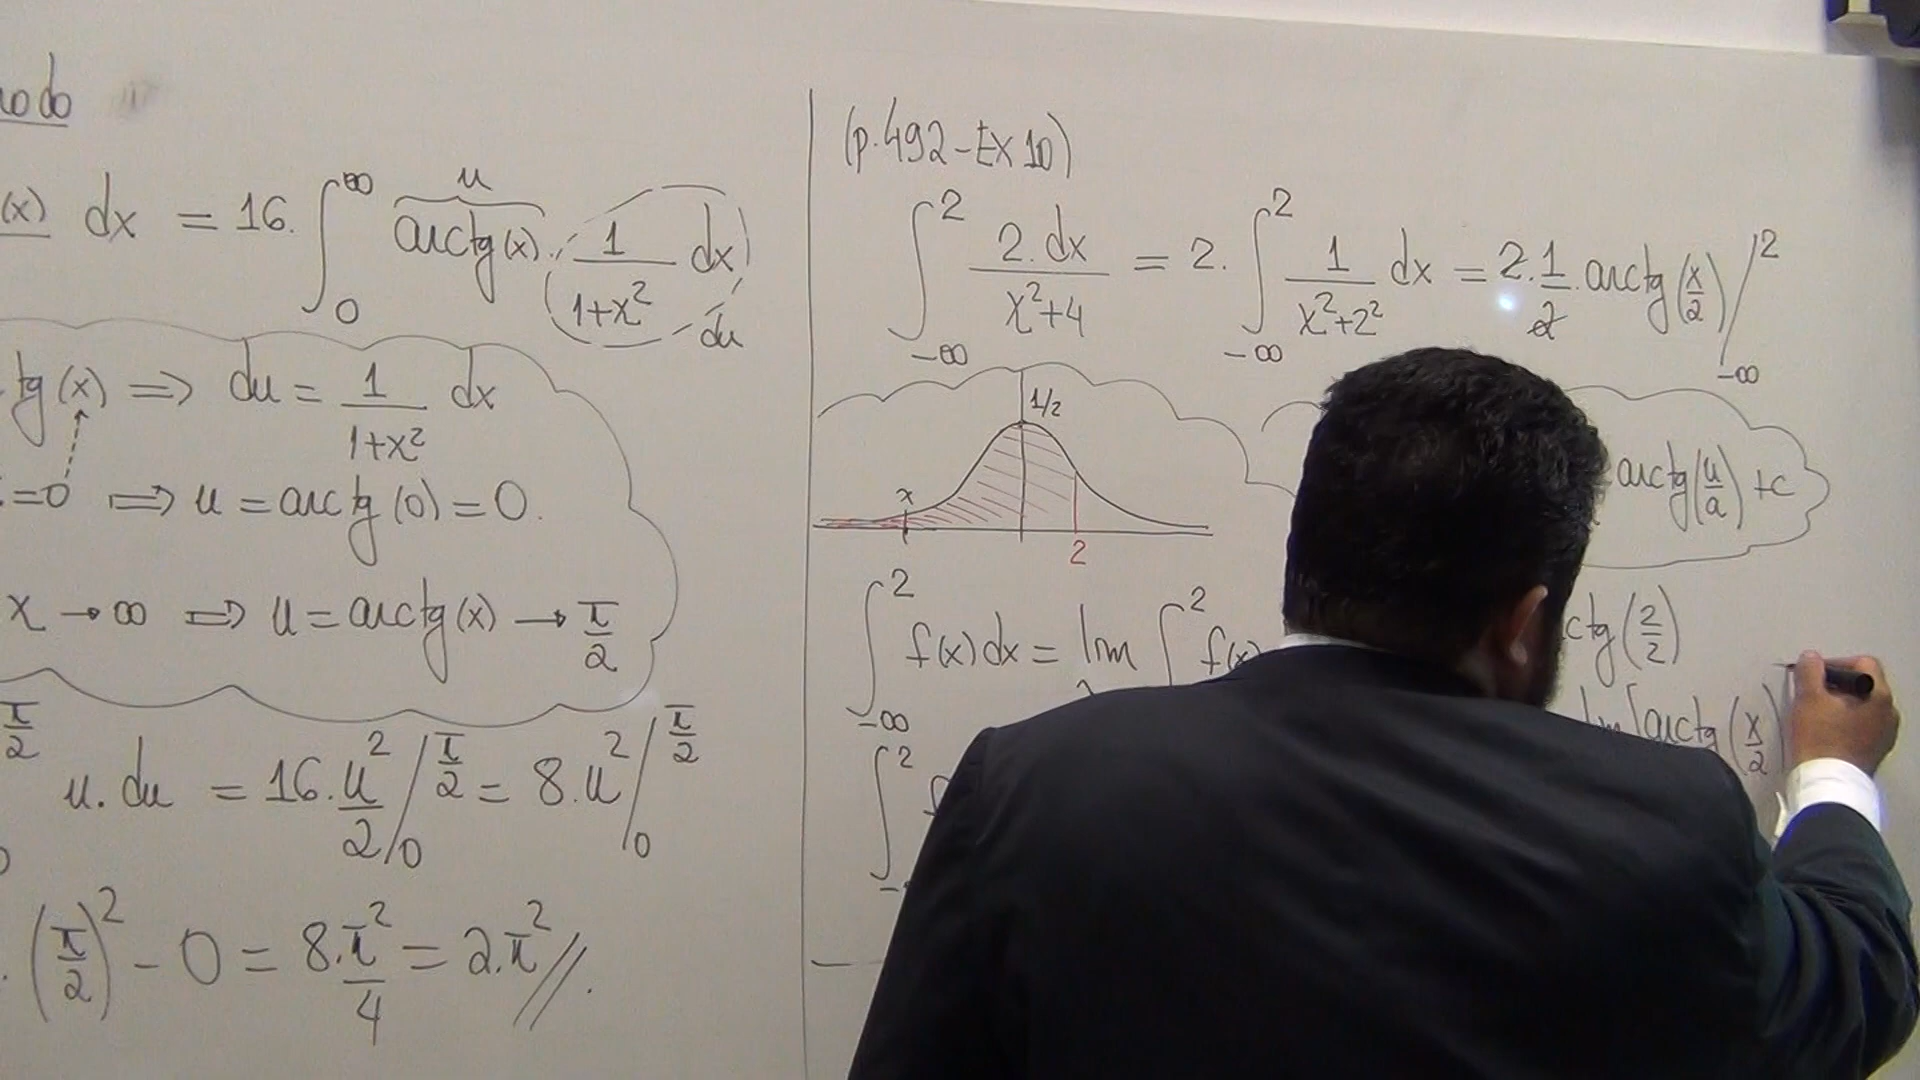 (x) dx = 16. ∫₀^∞ arctg(x). 1/(1+x²) dx
u
du
tg(x) ⟹ du = 1/(1+x²) dx
=0 ⟹ u = arctg(0) = 0.
x → ∞ ⟹ u = arctg(x) → π/2
π/2 u. du = 16. u²/2 /₀^(π/2) = 8. u² /₀^(π/2)
. (π/2)² - 0 = 8. π²/4 = 2. π² //.
(p.492 - Ex 10)
∫_(-∞)^2 2. dx/(x²+4) = 2. ∫_(-∞)^2 1/(x²+2²) dx = 2. 1/2. arctg(x/2) /_(-∞)^2
1/2
x
2
arctg(u/a) + c
∫_(-∞)^2 f(x) dx = lim ∫^2 f(x)
ctg(2/2)
∫^2
[arctg(x/2)